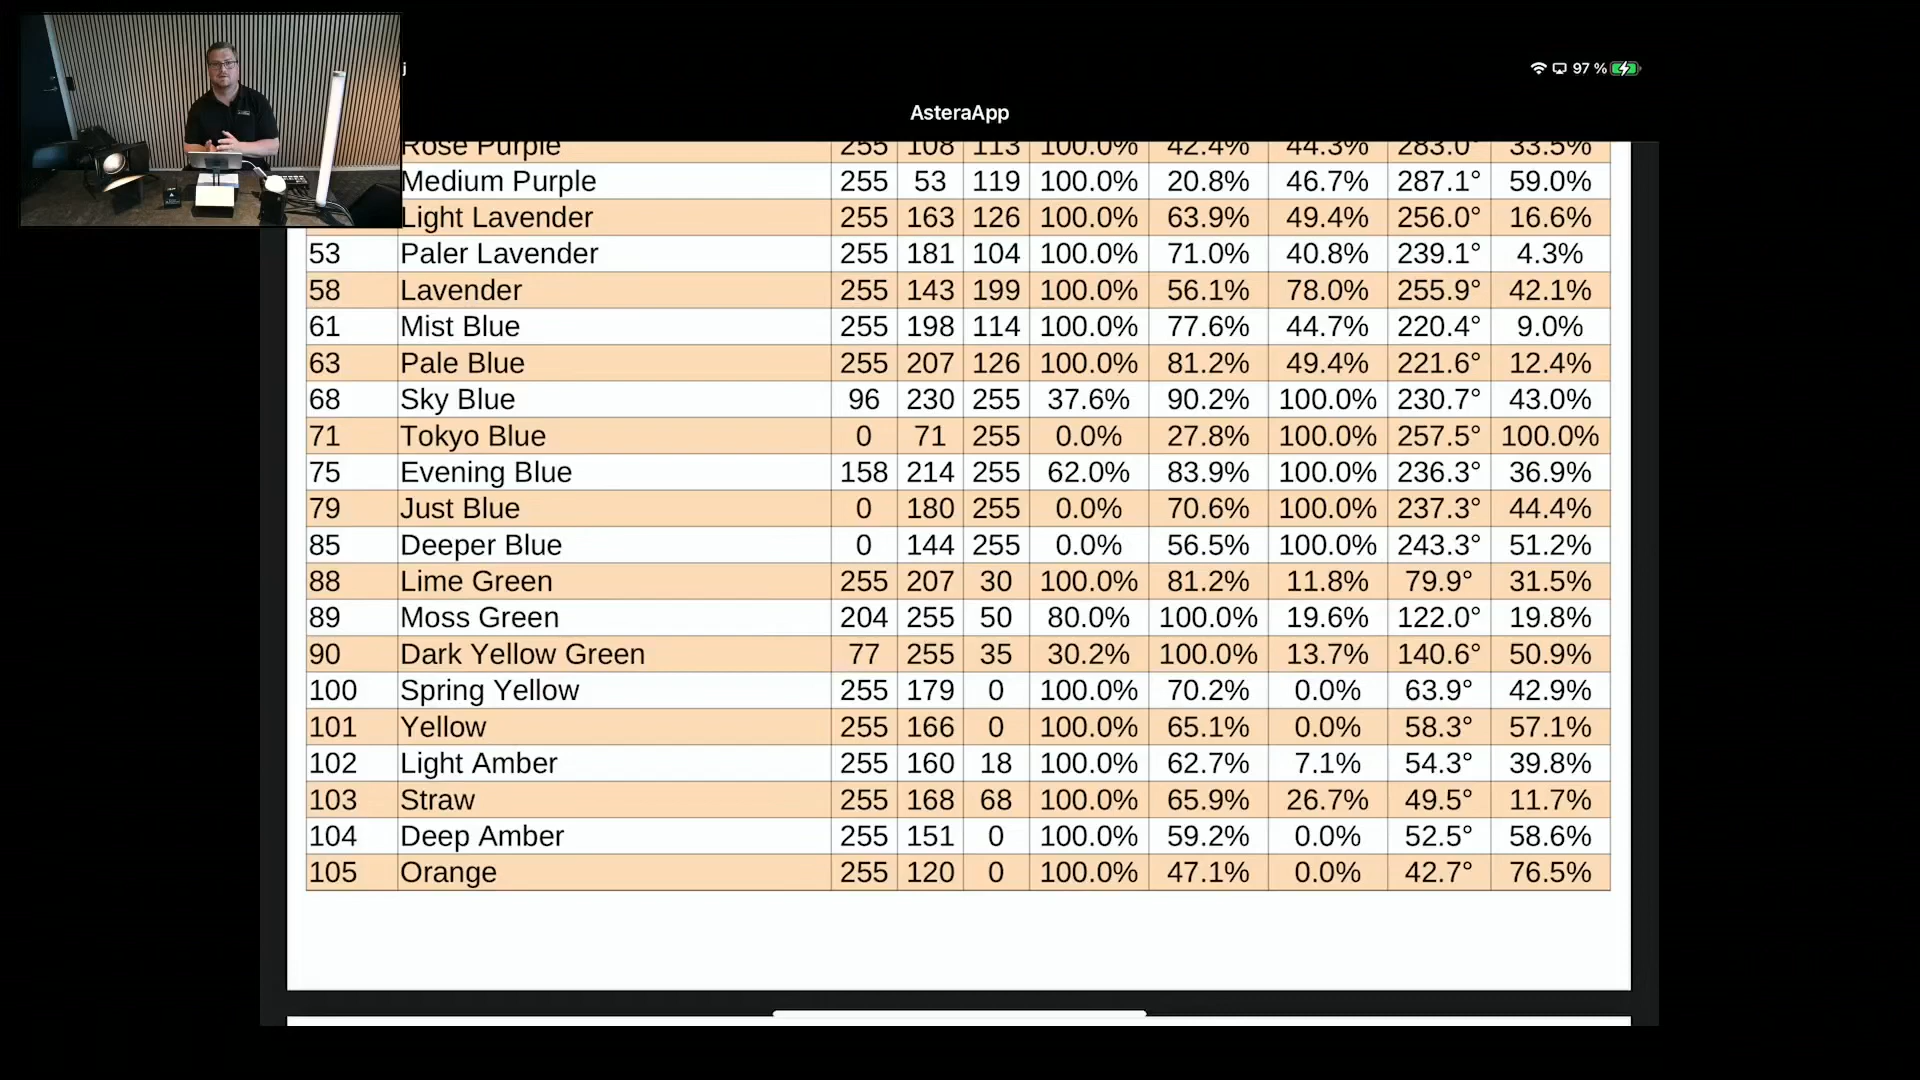 j
97 %
AsteraApp
Rose Purple 255 108 113 100.0% 42.4% 44.3% 283.0° 33.5%
Medium Purple 255 53 119 100.0% 20.8% 46.7% 287.1° 59.0%
Light Lavender 255 163 126 100.0% 63.9% 49.4% 256.0° 16.6%
53 Paler Lavender 255 181 104 100.0% 71.0% 40.8% 239.1° 4.3%
58 Lavender 255 143 199 100.0% 56.1% 78.0% 255.9° 42.1%
61 Mist Blue 255 198 114 100.0% 77.6% 44.7% 220.4° 9.0%
63 Pale Blue 255 207 126 100.0% 81.2% 49.4% 221.6° 12.4%
68 Sky Blue 96 230 255 37.6% 90.2% 100.0% 230.7° 43.0%
71 Tokyo Blue 0 71 255 0.0% 27.8% 100.0% 257.5° 100.0%
75 Evening Blue 158 214 255 62.0% 83.9% 100.0% 236.3° 36.9%
79 Just Blue 0 180 255 0.0% 70.6% 100.0% 237.3° 44.4%
85 Deeper Blue 0 144 255 0.0% 56.5% 100.0% 243.3° 51.2%
88 Lime Green 255 207 30 100.0% 81.2% 11.8% 79.9° 31.5%
89 Moss Green 204 255 50 80.0% 100.0% 19.6% 122.0° 19.8%
90 Dark Yellow Green 77 255 35 30.2% 100.0% 13.7% 140.6° 50.9%
100 Spring Yellow 255 179 0 100.0% 70.2% 0.0% 63.9° 42.9%
101 Yellow 255 166 0 100.0% 65.1% 0.0% 58.3° 57.1%
102 Light Amber 255 160 18 100.0% 62.7% 7.1% 54.3° 39.8%
103 Straw 255 168 68 100.0% 65.9% 26.7% 49.5° 11.7%
104 Deep Amber 255 151 0 100.0% 59.2% 0.0% 52.5° 58.6%
105 Orange 255 120 0 100.0% 47.1% 0.0% 42.7° 76.5%